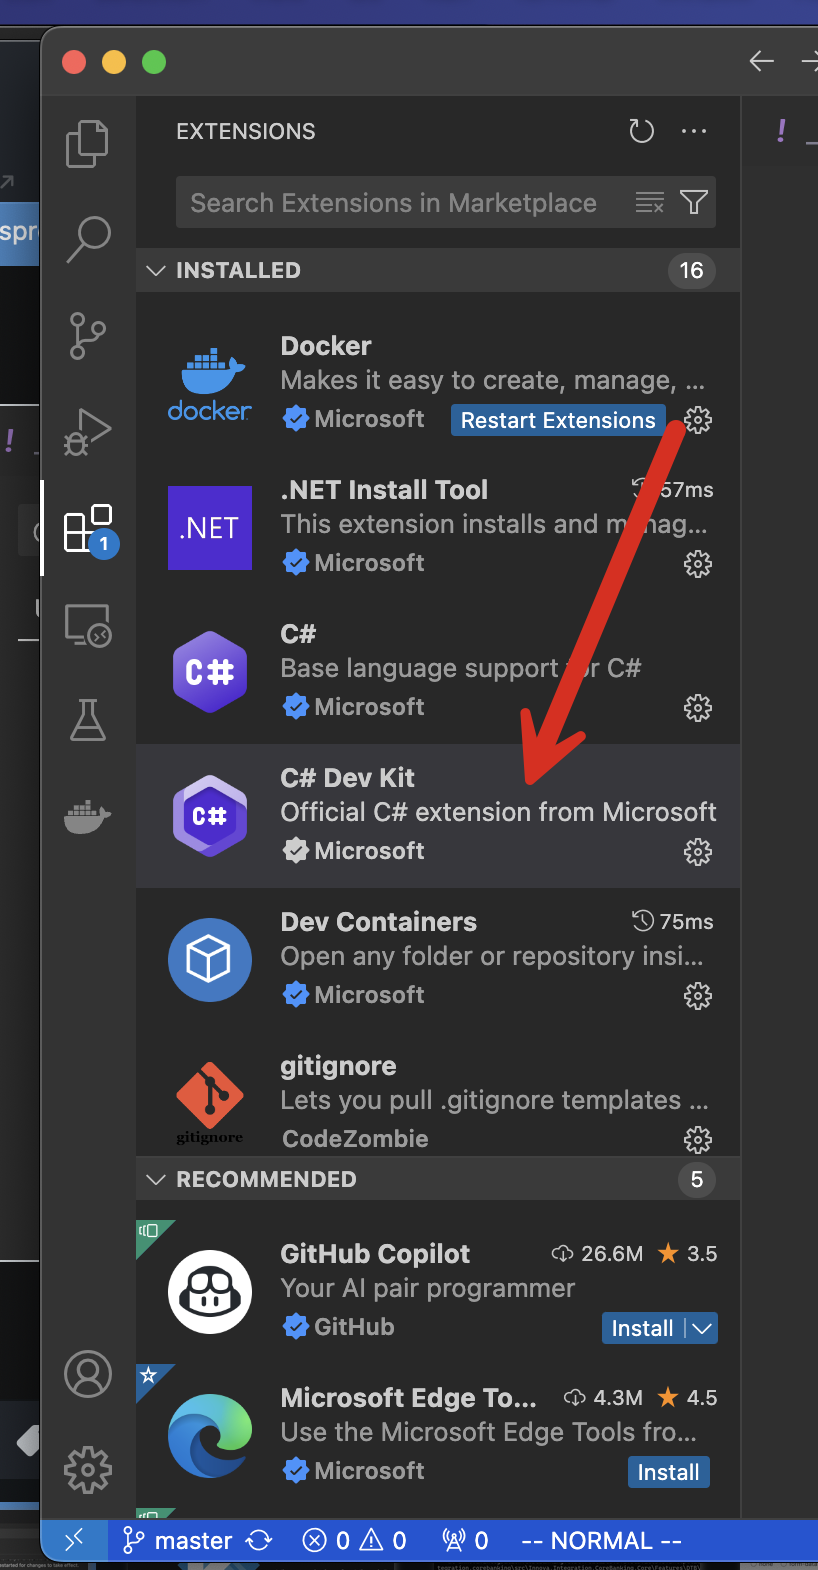 EXTENSIONS
Search Extensions in Marketplace
INSTALLED 16
Docker
Makes it easy to create, manage, ...
docker
Microsoft Restart Extensions
.NET Install Tool 57ms
.NET
This extension installs and manag...
Microsoft
C#
C#
Base language support for C#
Microsoft
C# Dev Kit
C#
Official C# extension from Microsoft
Microsoft
1
Dev Containers 75ms
Open any folder or repository insi...
Microsoft
gitignore
Lets you pull .gitignore templates ...
gitignore
CodeZombie
RECOMMENDED 5
GitHub Copilot 26.6M 3.5
Your AI pair programmer
GitHub Install
Microsoft Edge To... 4.3M 4.5
Use the Microsoft Edge Tools fro...
Microsoft Install
master 0 0 0 -- NORMAL --
spr